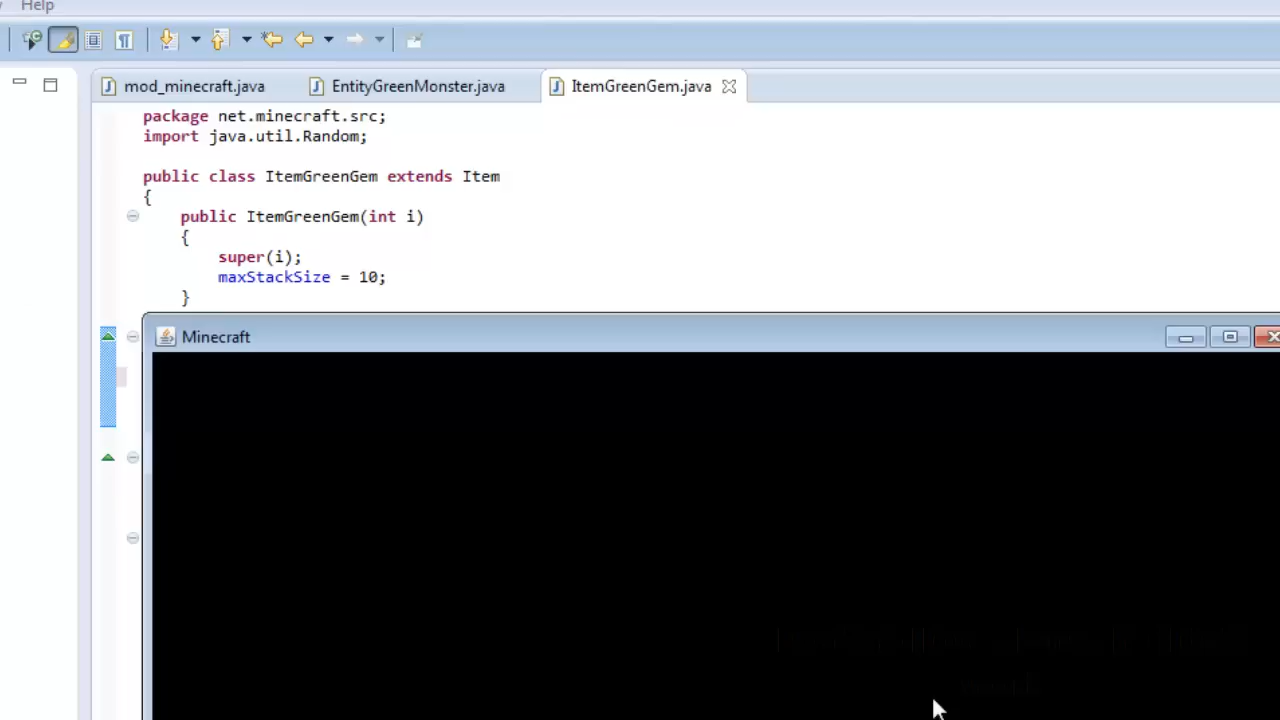 Help
mod_minecraft.java EntityGreenMonster.java ItemGreenGem.java
package net.minecraft.src;
import java.util.Random;
public class ItemGreenGem extends Item
{
public ItemGreenGem(int i)
{
super(i);
maxStackSize = 10;
}
Minecraft